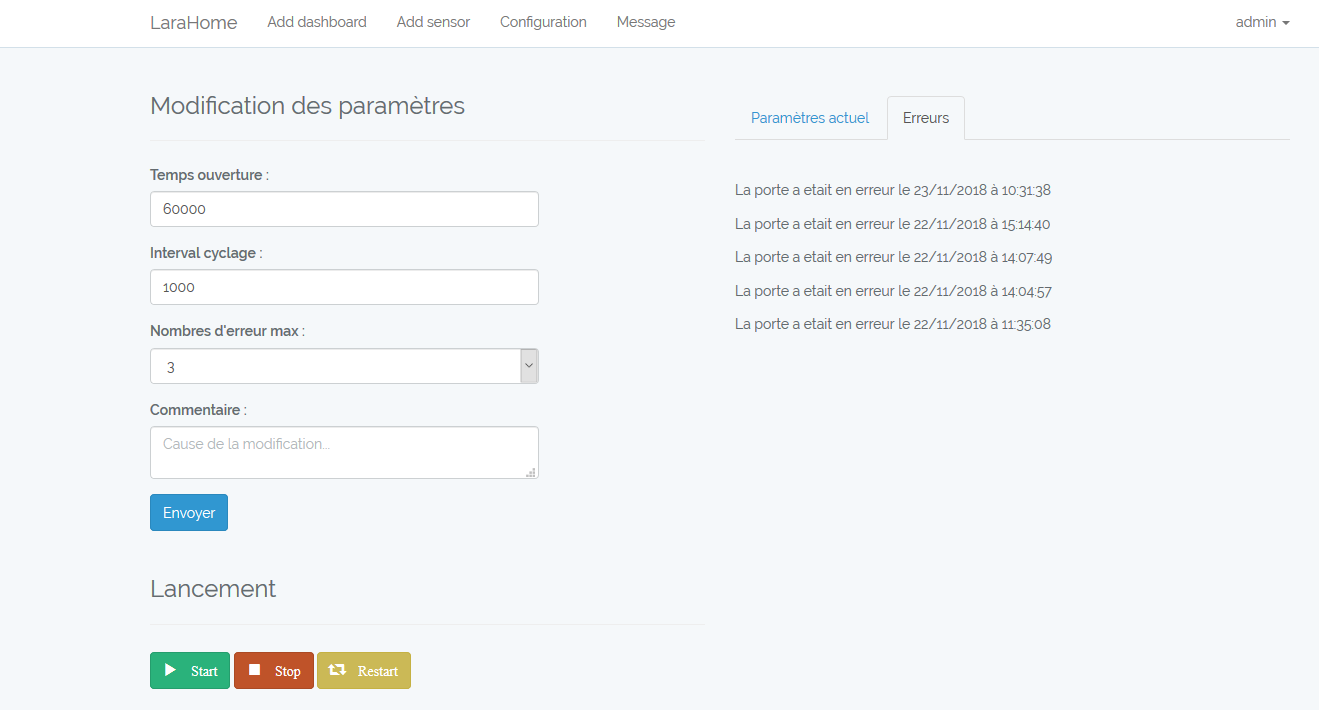 LaraHome Add dashboard Add sensor Configuration Message admin
Modification des paramètres
Temps ouverture :
60000
Interval cyclage :
1000
Nombres d'erreur max :
3
Commentaire :
Cause de la modification...
Envoyer
Lancement
Start Stop Restart
Paramètres actuel Erreurs
La porte a etait en erreur le 23/11/2018 à 10:31:38
La porte a etait en erreur le 22/11/2018 à 15:14:40
La porte a etait en erreur le 22/11/2018 à 14:07:49
La porte a etait en erreur le 22/11/2018 à 14:04:57
La porte a etait en erreur le 22/11/2018 à 11:35:08